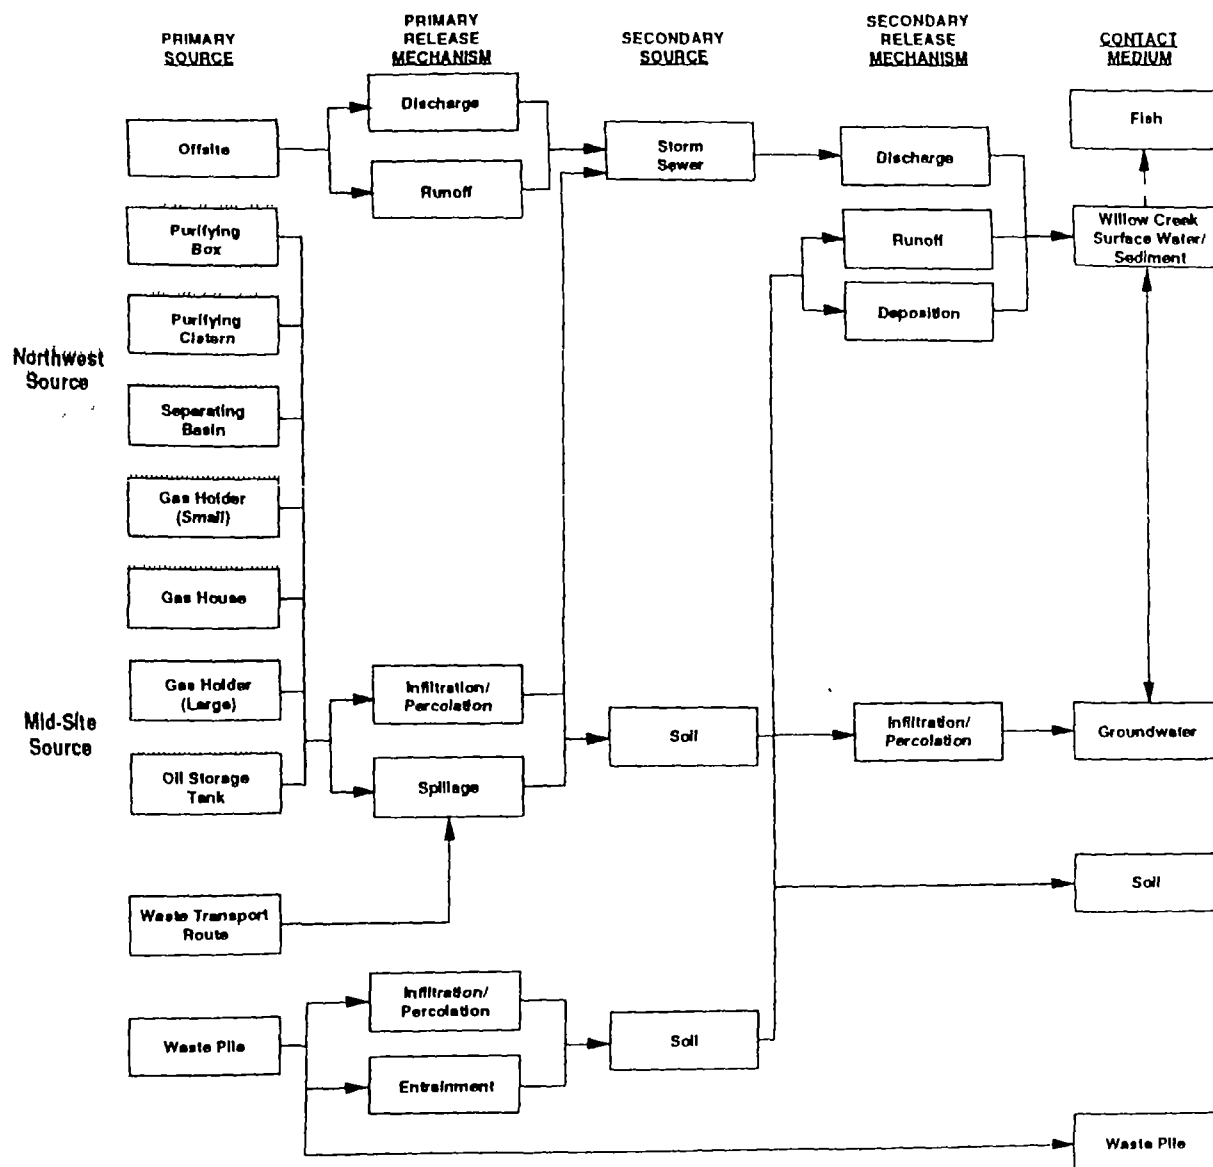 PRIMARY
SOURCE
PRIMARY
RELEASE
MECHANISM
SECONDARY
SOURCE
SECONDARY
RELEASE
MECHANISM
CONTACT
MEDIUM
Discharge
Fish
Offsite
Storm
Sewer
Discharge
Runoff
Purifying
Box
Runoff
Willow Creek
Surface Water/
Sediment
Purifying
Cistern
Deposition
Northwest
Source
Separating
Basin
Gas Holder
(Small)
Gas House
Mid-Site
Source
Gas Holder
(Large)
Infiltration/
Percolation
Soil
Infiltration/
Percolation
Groundwater
Oil Storage
Tank
Spillage
Soil
Waste Transport
Route
Infiltration/
Percolation
Waste Pile
Soil
Entrainment
Waste Pile